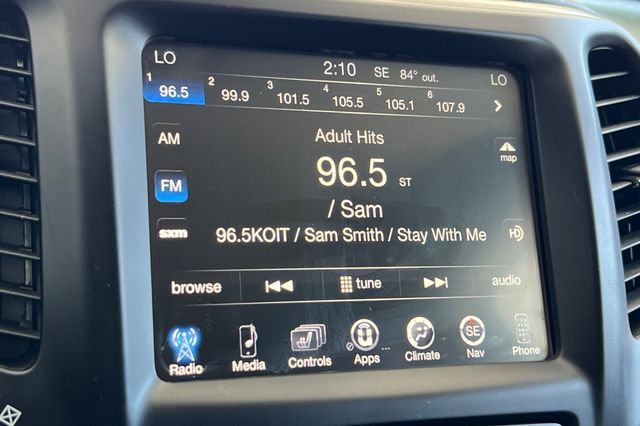 LO 2:10 SE 84° out. LO
1 96.5 2 99.9 3 101.5 4 105.5 5 105.1 6 107.9
AM Adult Hits map
FM 96.5 ST
/ Sam
sxm 96.5KOIT / Sam Smith / Stay With Me HD
browse tune audio
SE
Radio Media Controls Apps Climate Nav Phone